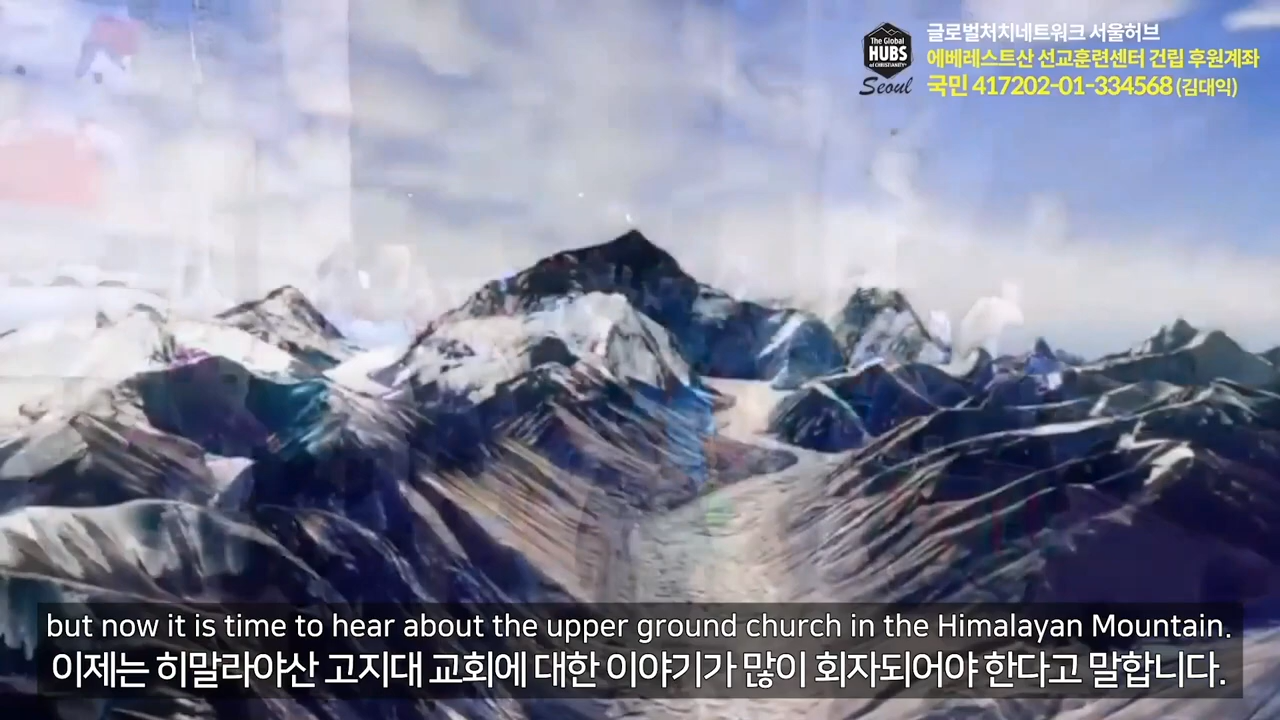 The Global
HUBS
of CHRISTIANITY
Seoul
글로벌처치네트워크 서울허브
에베레스트산 선교훈련센터 건립 후원계좌
국민 417202-01-334568 (김대익)
but now it is time to hear about the upper ground church in the Himalayan Mountain.
이제는 히말라야산 고지대 교회에 대한 이야기가 많이 회자되어야 한다고 말합니다.